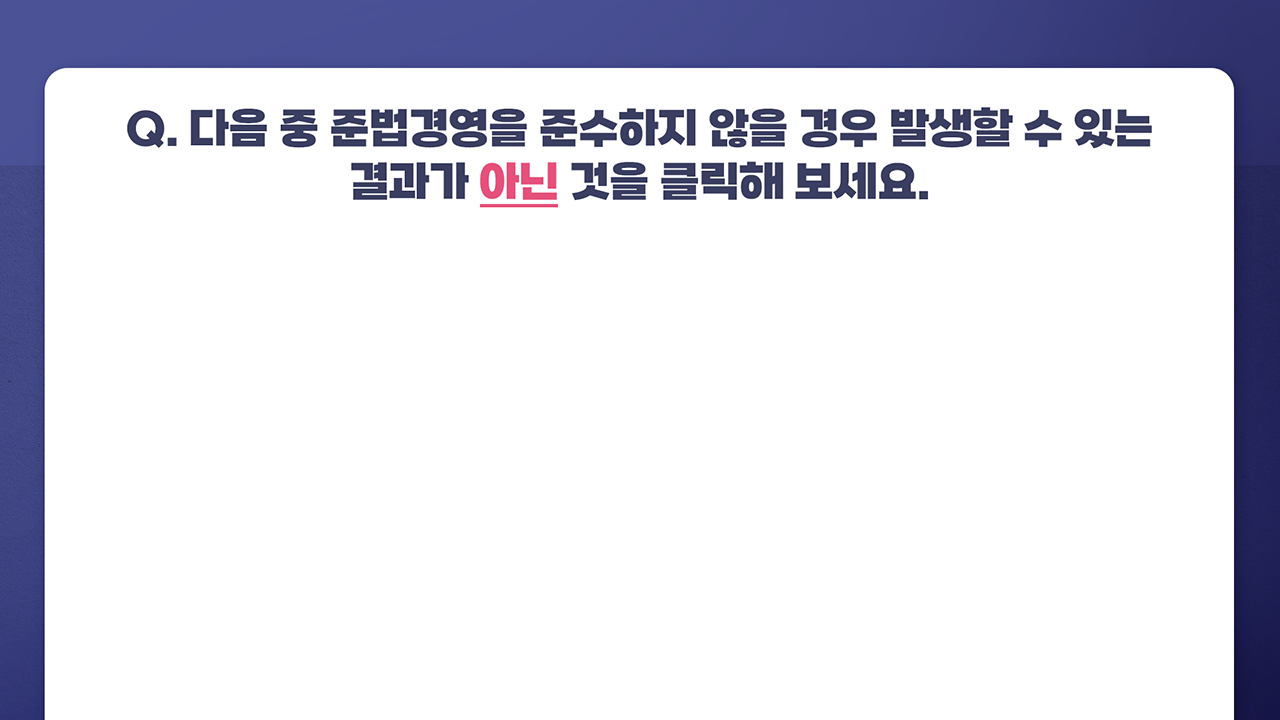 Q. 다음 중 준법경영을 준수하지 않을 경우 발생할 수 있는
결과가 아닌 것을 클릭해 보세요.